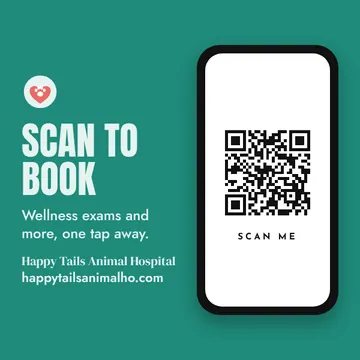 SCAN TO
BOOK
Wellness exams and
more, one tap away.
Happy Tails Animal Hospital
happytailsanimalho.com
SCAN ME